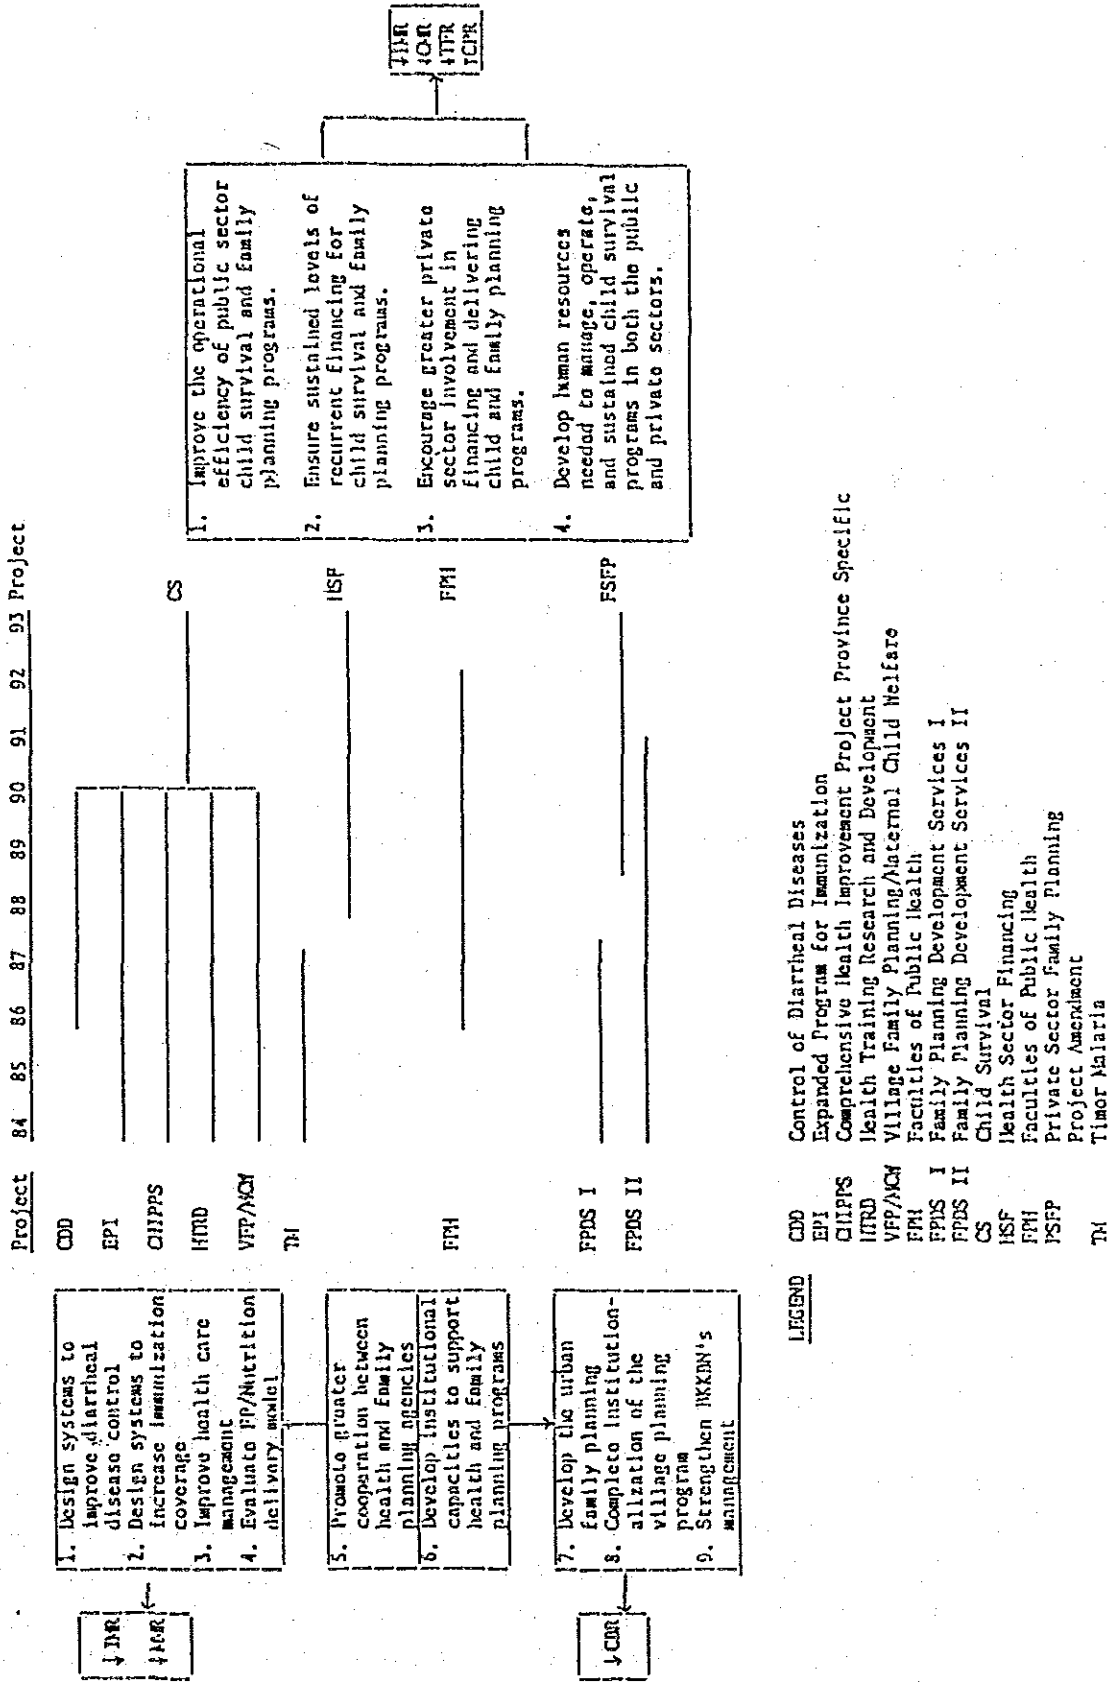 Project 84 85 86 87 88 89 90 91 92 93 Project
↓IMR
1. Design systems to
improve diarrheal
disease control
2. Design systems to
increase immunization
coverage
3. Improve health care
management
4. Evaluate FP/Nutrition
delivery model
5. Promote greater
cooperation between
health and family
planning agencies
6. Develop institutional
capacities to support
health and family
planning programs
↓CBR
7. Develop the urban
family planning
8. Complete institution-
alization of the
village planning
program
9. Strengthen BKKBN's
management
CDD
EPI
CHIPPS
HTRD
VFP/MCW
TM
FPH
FPDS I
FPDS II
CS
HSF
FPH
PSFP
1. Improve the operational
efficiency of public sector
child survival and family
planning programs.
2. Ensure sustained levels of
recurrent financing for
child survival and family
planning programs.
3. Encourage greater private
sector involvement in
financing and delivering
child and family planning
programs.
4. Develop human resources
needed to manage, operate,
and sustained child survival
programs in both the public
and private sectors.
↓IMR
↓TFR
↑CPR
LEGEND
CDD Control of Diarrheal Diseases
EPI Expanded Program for Immunization
CHIPPS Comprehensive Health Improvement Project Province Specific
HTRD Health Training Research and Development
VFP/MCW Village Family Planning/Maternal Child Welfare
FPH Faculties of Public Health
FPDS I Family Planning Development Services I
FPDS II Family Planning Development Services II
CS Child Survival
HSF Health Sector Financing
FPH Faculties of Public Health
PSFP Private Sector Family Planning
Project Amendment
TM Timor Malaria